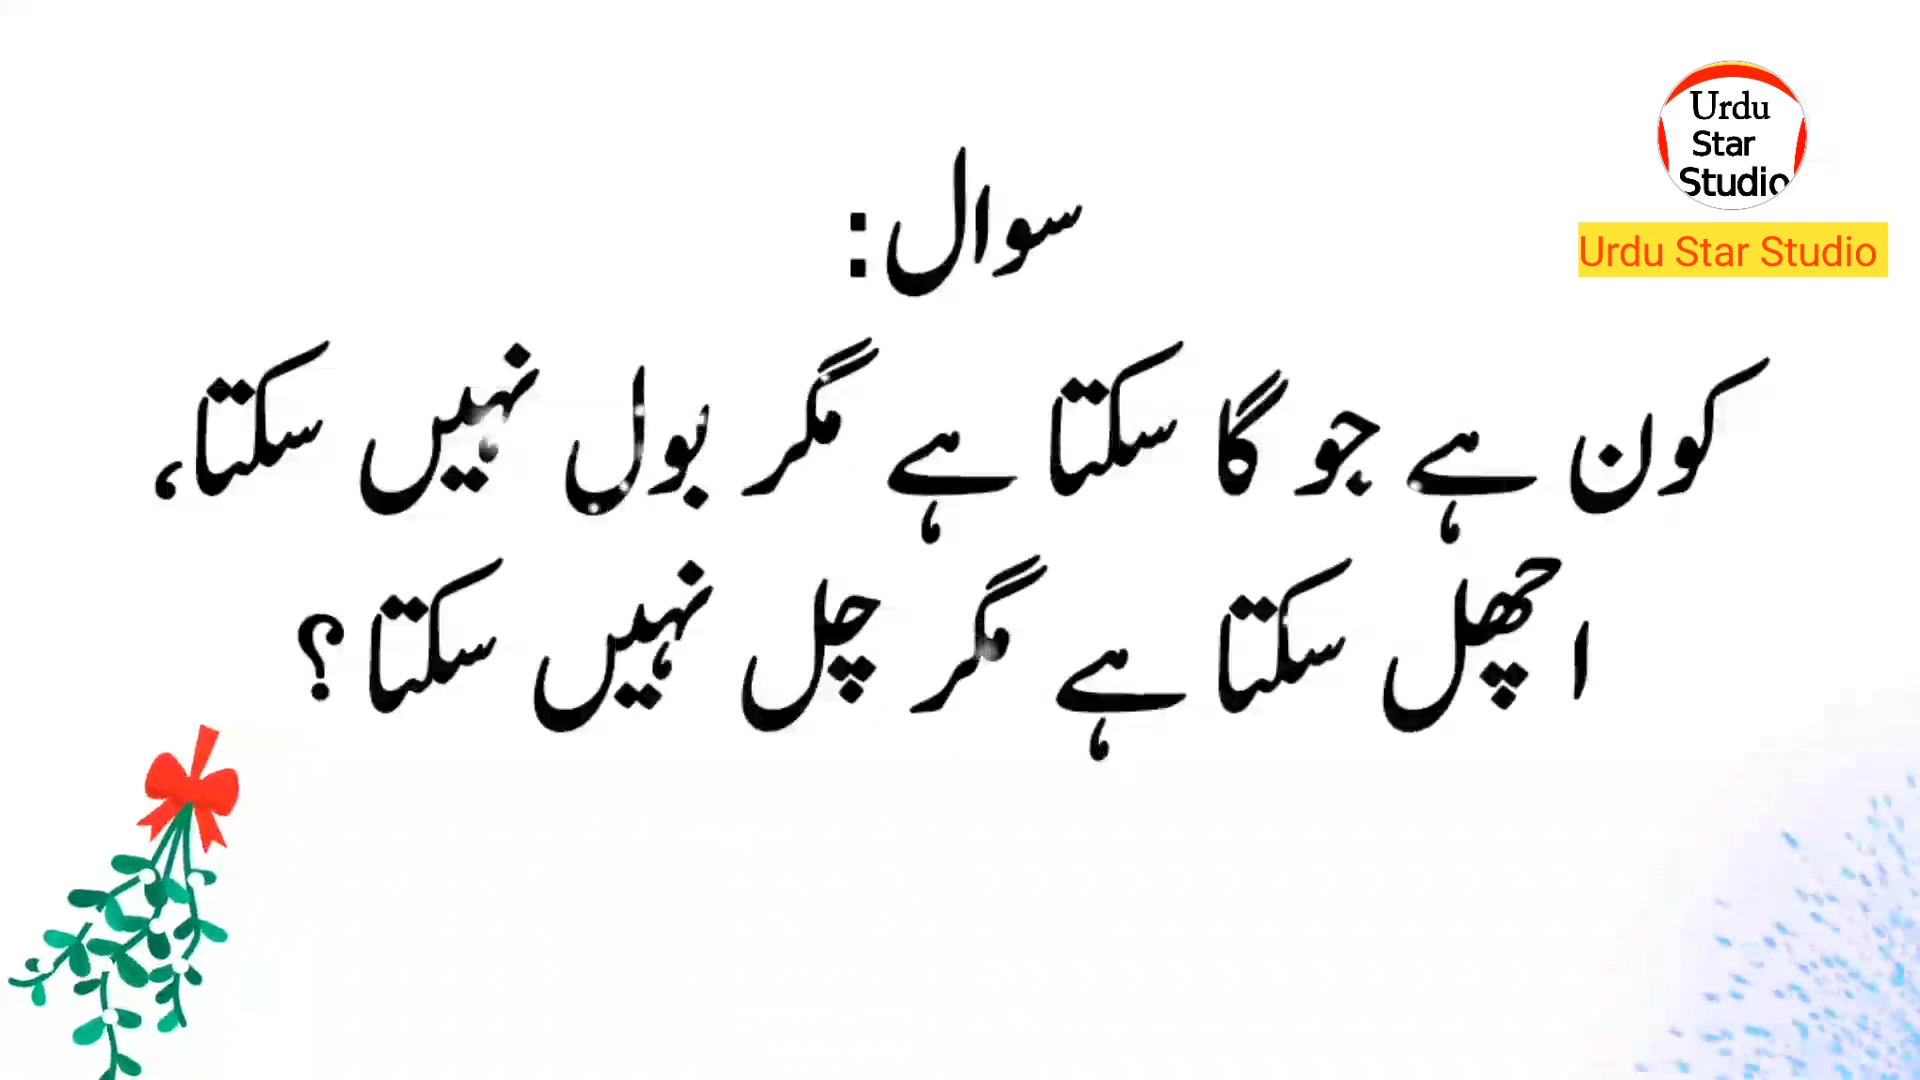 Urdu
Star
Studio
Urdu Star Studio
سوال:
کون ہے جو گا سکتا ہے مگر بول نہیں سکتا،
اچھل سکتا ہے مگر چل نہیں سکتا؟